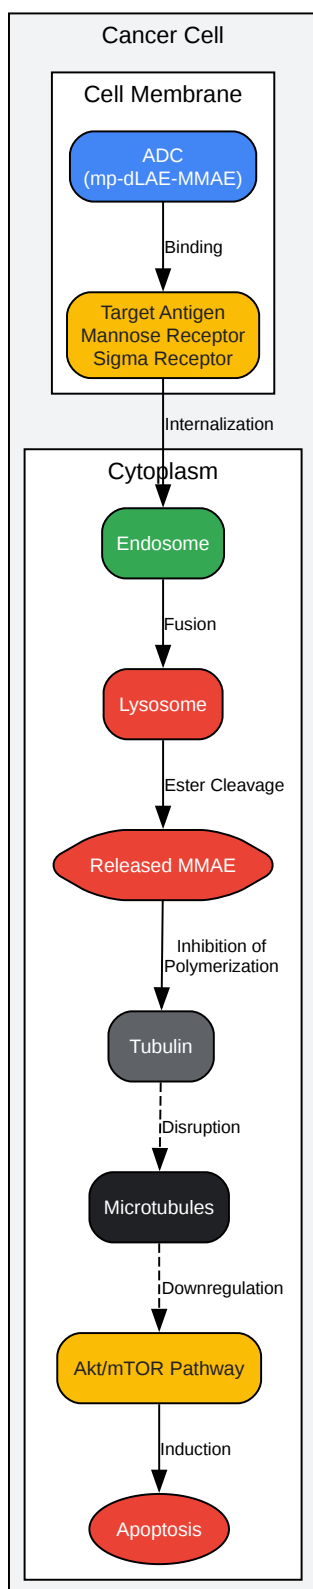 Cancer Cell
Cell Membrane
ADC
(mp-dLAE-MMAE)
Binding
Target Antigen
Mannose Receptor
Sigma Receptor
Internalization
Cytoplasm
Endosome
Fusion
Lysosome
Ester Cleavage
Released MMAE
Inhibition of
Polymerization
Tubulin
Disruption
Microtubules
Downregulation
Akt/mTOR Pathway
Induction
Apoptosis